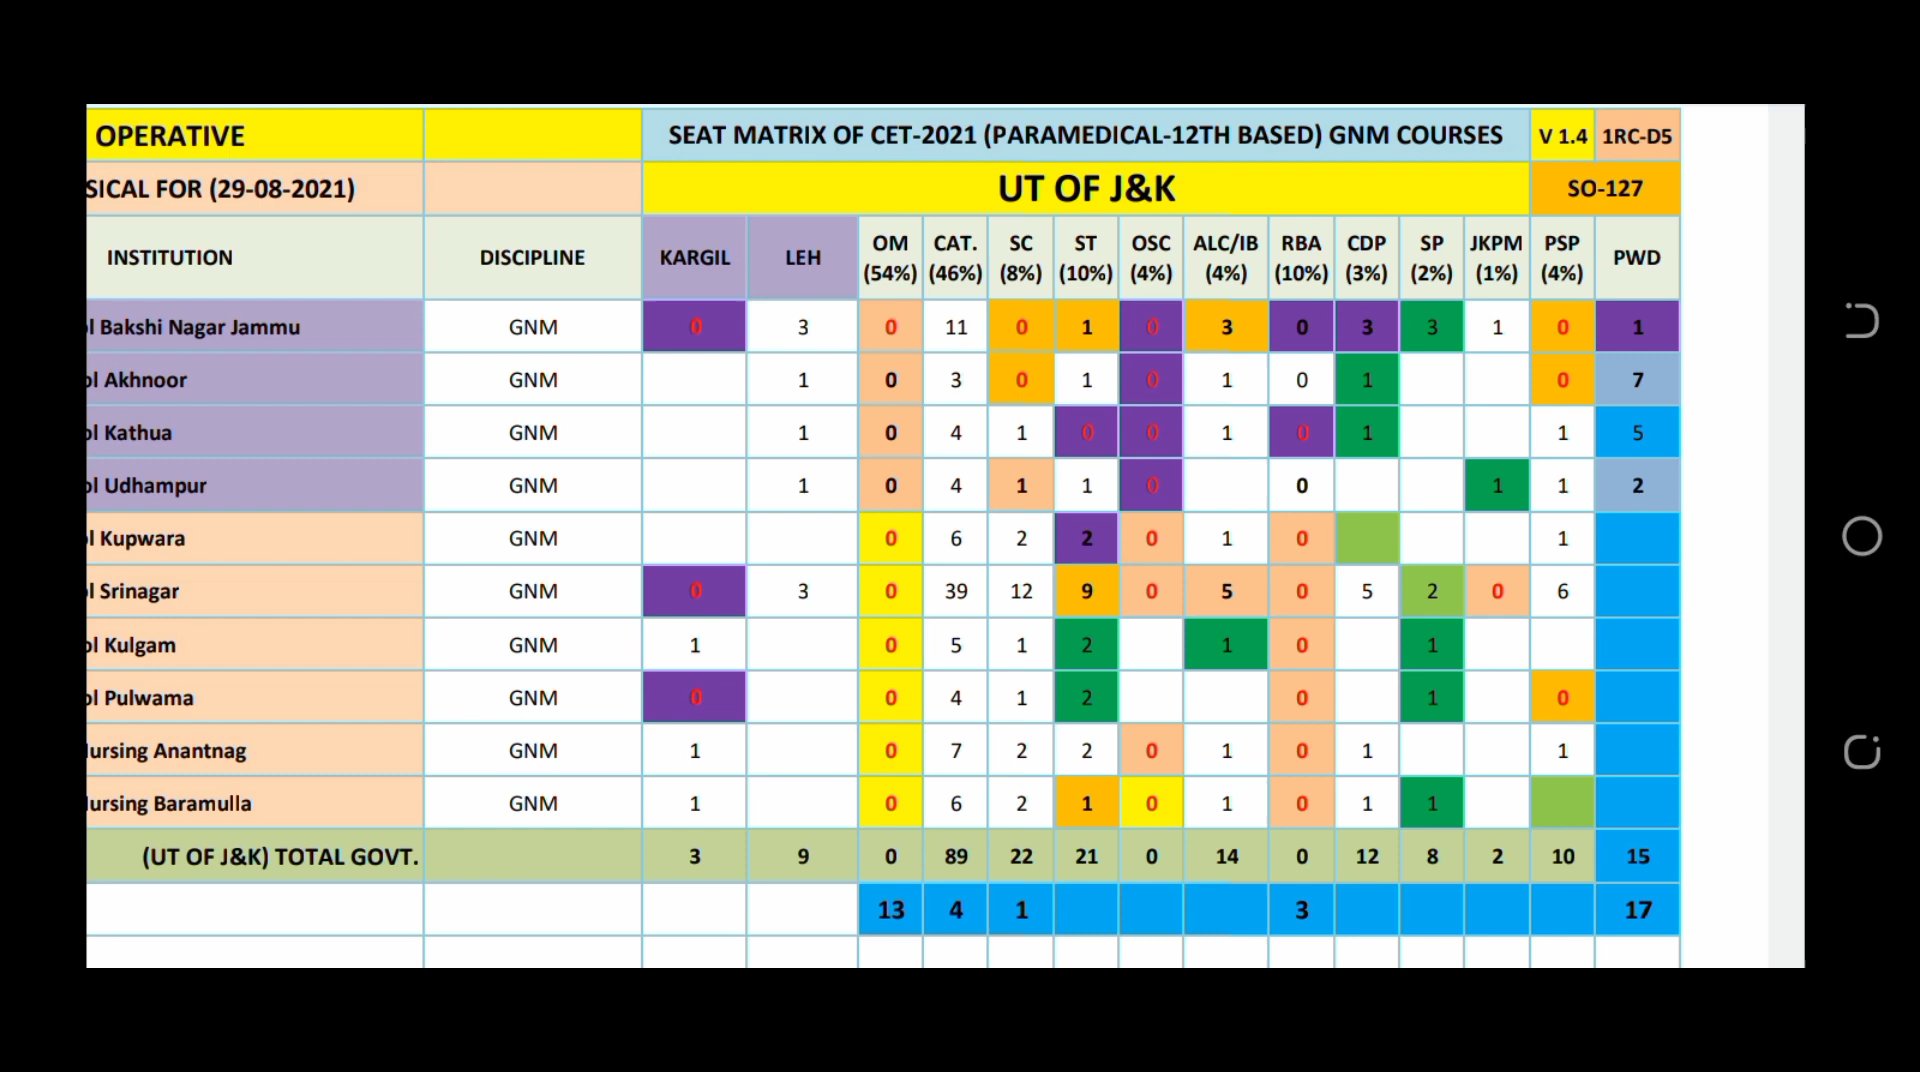 OPERATIVE SEAT MATRIX OF CET-2021 (PARAMEDICAL-12TH BASED) GNM COURSES V 1.4 1RC-D5
SICAL FOR (29-08-2021) UT OF J&K SO-127
INSTITUTION DISCIPLINE KARGIL LEH OM (54%) CAT. (46%) SC (8%) ST (10%) OSC (4%) ALC/IB (4%) RBA (10%) CDP (3%) SP (2%) JKPM (1%) PSP (4%) PWD
ol Bakshi Nagar Jammu GNM 0 3 0 11 0 1 0 3 0 3 3 1 0 1
ol Akhnoor GNM 1 0 3 0 1 0 1 0 1 0 7
ol Kathua GNM 1 0 4 1 0 0 1 0 1 1 5
ol Udhampur GNM 1 0 4 1 1 0 0 1 1 2
ol Kupwara GNM 0 6 2 2 0 1 0 1
ol Srinagar GNM 0 3 0 39 12 9 0 5 0 5 2 0 6
ol Kulgam GNM 1 0 5 1 2 1 0 1
ol Pulwama GNM 0 0 4 1 2 0 1 0
Nursing Anantnag GNM 1 0 7 2 2 0 1 0 1 1
Nursing Baramulla GNM 1 0 6 2 1 0 1 0 1 1
(UT OF J&K) TOTAL GOVT. 3 9 0 89 22 21 0 14 0 12 8 2 10 15
13 4 1 3 17